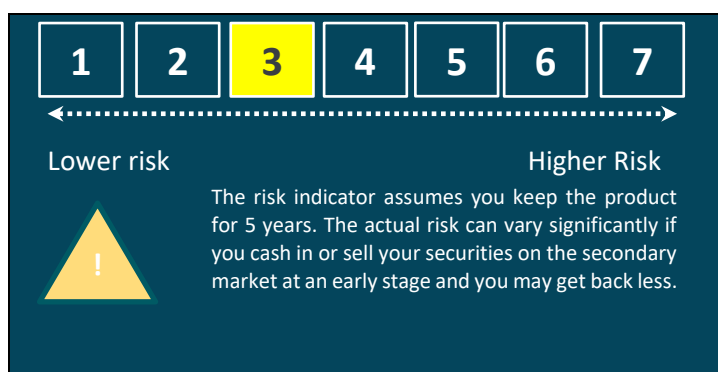 1 2 3 4 5 6 7
Lower risk Higher Risk
The risk indicator assumes you keep the product
for 5 years. The actual risk can vary significantly if
you cash in or sell your securities on the secondary
market at an early stage and you may get back less.
!